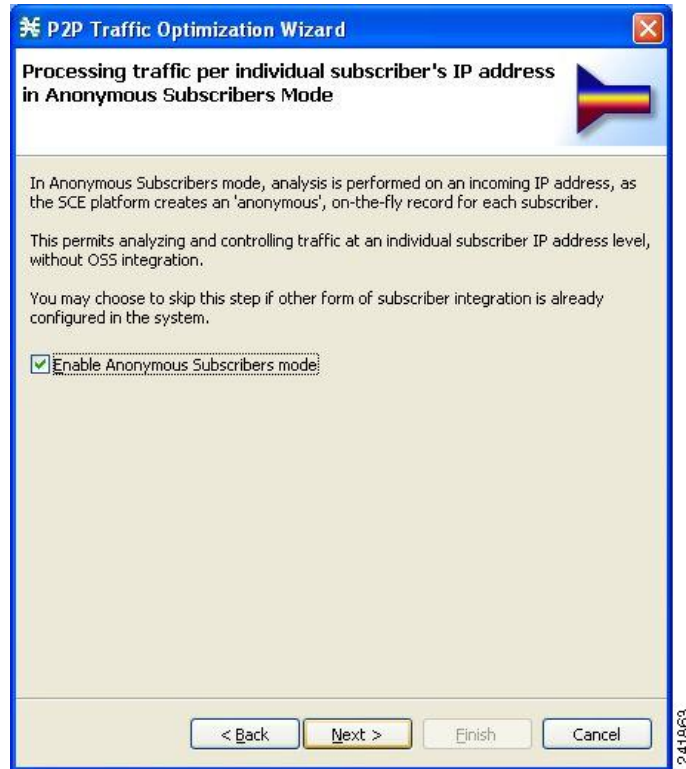 P2P Traffic Optimization Wizard
Processing traffic per individual subscriber's IP address
in Anonymous Subscribers Mode
In Anonymous Subscribers mode, analysis is performed on an incoming IP address, as
the SCE platform creates an 'anonymous', on-the-fly record for each subscriber.
This permits analyzing and controlling traffic at an individual subscriber IP address level,
without OSS integration.
You may choose to skip this step if other form of subscriber integration is already
configured in the system.
Enable Anonymous Subscribers mode
< Back Next > Finish Cancel
241963